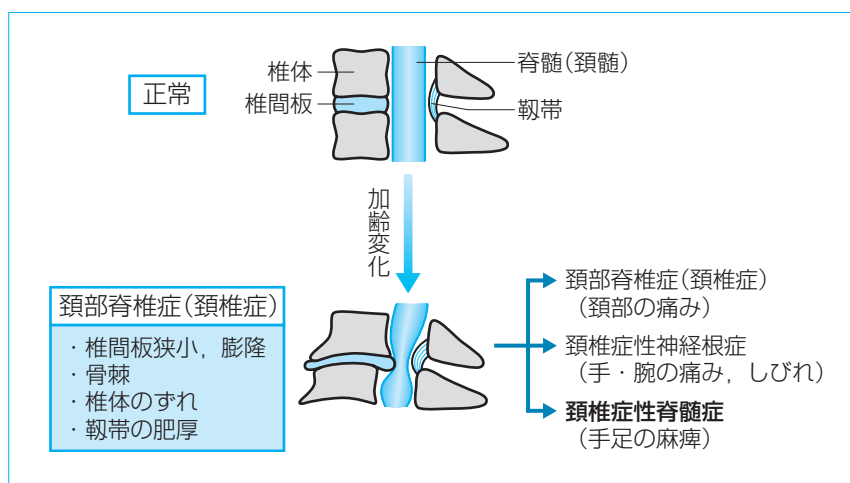 正常
椎体
椎間板
脊髄(頚髄)
靱帯
加齢変化
頚部脊椎症(頚椎症)
・椎間板狭小，膨隆
・骨棘
・椎体のずれ
・靱帯の肥厚
頚部脊椎症(頚椎症)
(頚部の痛み)
頚椎症性神経根症
(手・腕の痛み，しびれ)
頚椎症性脊髄症
(手足の麻痺)